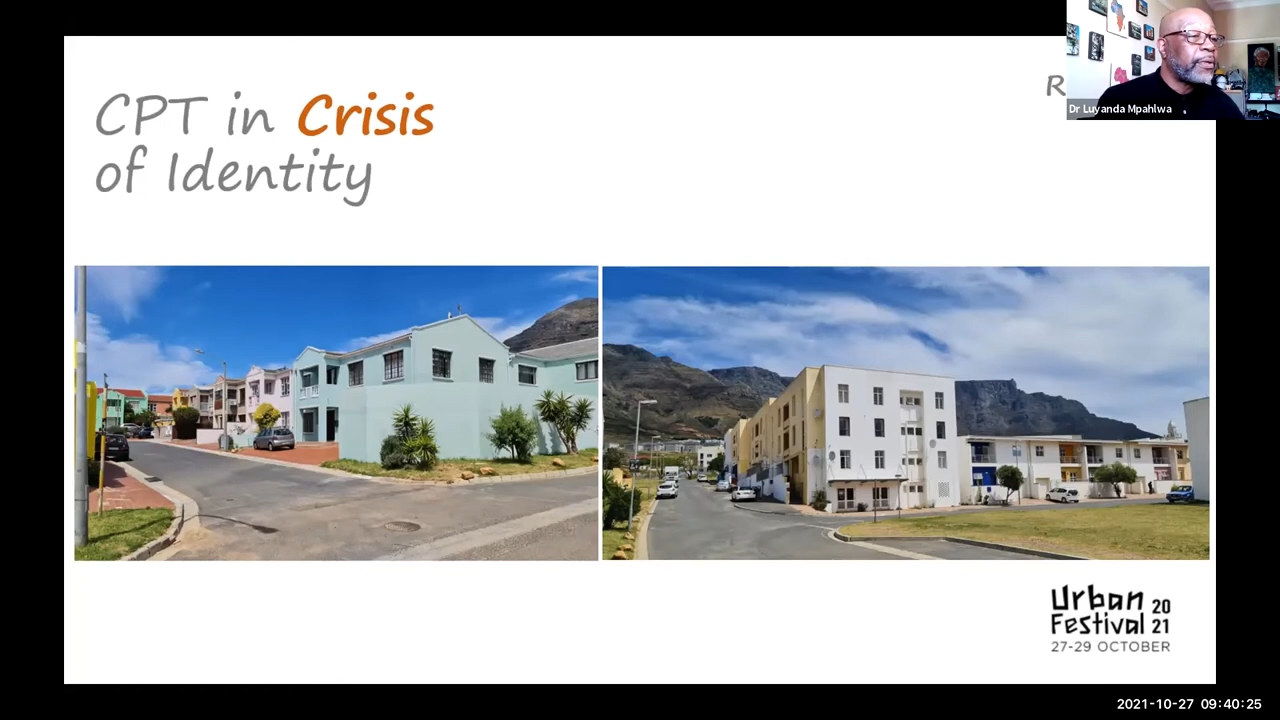 CPT in Crisis
of Identity
R
Dr Luyanda Mpahlwa
Urban 20
Festival 21
27-29 OCTOBER
2021-10-27 09:40:25